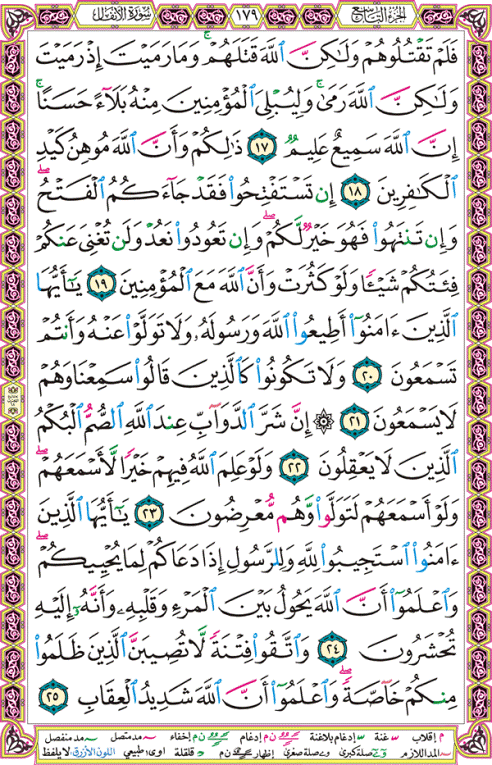 الجزء التاسع ١٧٩ سورة الأنفال
فَلَمْ تَقْتُلُوهُمْ وَلَٰكِنَّ ٱللَّهَ قَتَلَهُمْ ۚ وَمَا رَمَيْتَ إِذْ رَمَيْتَ
وَلَٰكِنَّ ٱللَّهَ رَمَىٰ ۚ وَلِيُبْلِىَ ٱلْمُؤْمِنِينَ مِنْهُ بَلَآءً حَسَنًا ۚ
إِنَّ ٱللَّهَ سَمِيعٌ عَلِيمٌ ١٧ ذَٰلِكُمْ وَأَنَّ ٱللَّهَ مُوهِنُ كَيْدِ
ٱلْكَٰفِرِينَ ١٨ إِن تَسْتَفْتِحُوا۟ فَقَدْ جَآءَكُمُ ٱلْفَتْحُ ۖ
وَإِن تَنتَهُوا۟ فَهُوَ خَيْرٌ لَّكُمْ ۖ وَإِن تَعُودُوا۟ نَعُدْ وَلَن تُغْنِىَ عَنكُمْ
فِئَتُكُمْ شَيْـًٔا وَلَوْ كَثُرَتْ وَأَنَّ ٱللَّهَ مَعَ ٱلْمُؤْمِنِينَ ١٩ يَٰٓأَيُّهَا
ٱلَّذِينَ ءَامَنُوٓا۟ أَطِيعُوا۟ ٱللَّهَ وَرَسُولَهُۥ وَلَا تَوَلَّوْا۟ عَنْهُ وَأَنتُمْ
تَسْمَعُونَ ٢٠ وَلَا تَكُونُوا۟ كَٱلَّذِينَ قَالُوا۟ سَمِعْنَا وَهُمْ
لَا يَسْمَعُونَ ٢١ ۞ إِنَّ شَرَّ ٱلدَّوَآبِّ عِندَ ٱللَّهِ ٱلصُّمُّ ٱلْبُكْمُ
ٱلَّذِينَ لَا يَعْقِلُونَ ٢٢ وَلَوْ عَلِمَ ٱللَّهُ فِيهِمْ خَيْرًا لَّأَسْمَعَهُمْ ۖ
وَلَوْ أَسْمَعَهُمْ لَتَوَلَّوا۟ وَّهُم مُّعْرِضُونَ ٢٣ يَٰٓأَيُّهَا ٱلَّذِينَ
ءَامَنُوا۟ ٱسْتَجِيبُوا۟ لِلَّهِ وَلِلرَّسُولِ إِذَا دَعَاكُمْ لِمَا يُحْيِيكُمْ ۖ
وَٱعْلَمُوٓا۟ أَنَّ ٱللَّهَ يَحُولُ بَيْنَ ٱلْمَرْءِ وَقَلْبِهِۦ وَأَنَّهُۥٓ إِلَيْهِ
تُحْشَرُونَ ٢٤ وَٱتَّقُوا۟ فِتْنَةً لَّا تُصِيبَنَّ ٱلَّذِينَ ظَلَمُوا۟
مِنكُمْ خَآصَّةً ۖ وَٱعْلَمُوٓا۟ أَنَّ ٱللَّهَ شَدِيدُ ٱلْعِقَابِ ٢٥
م إقلاب س غنة س إدغام بلاغنة ن م إدغام ن م إخفاء مد متصل مد منفصل
المد اللازم صلة كبرى صلة صغرى إظهار ن م قلقلة اوى طبيعي اللون الأزرق لا يلفظ